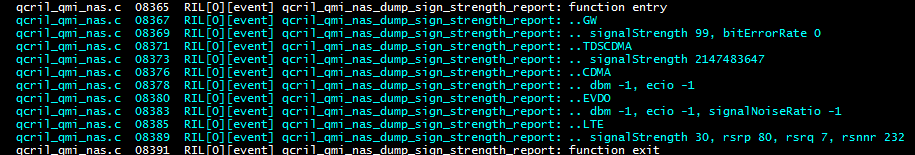 qcril_qmi_nas.c 08365 RIL[0][event] qcril_qmi_nas_dump_sign_strength_report: function entry
qcril_qmi_nas.c 08367 RIL[0][event] qcril_qmi_nas_dump_sign_strength_report: ..GW
qcril_qmi_nas.c 08369 RIL[0][event] qcril_qmi_nas_dump_sign_strength_report: .. signalStrength 99, bitErrorRate 0
qcril_qmi_nas.c 08371 RIL[0][event] qcril_qmi_nas_dump_sign_strength_report: ..TDSCDMA
qcril_qmi_nas.c 08373 RIL[0][event] qcril_qmi_nas_dump_sign_strength_report: .. signalStrength 2147483647
qcril_qmi_nas.c 08376 RIL[0][event] qcril_qmi_nas_dump_sign_strength_report: ..CDMA
qcril_qmi_nas.c 08378 RIL[0][event] qcril_qmi_nas_dump_sign_strength_report: .. dbm -1, ecio -1
qcril_qmi_nas.c 08380 RIL[0][event] qcril_qmi_nas_dump_sign_strength_report: ..EVDO
qcril_qmi_nas.c 08383 RIL[0][event] qcril_qmi_nas_dump_sign_strength_report: .. dbm -1, ecio -1, signalNoiseRatio -1
qcril_qmi_nas.c 08385 RIL[0][event] qcril_qmi_nas_dump_sign_strength_report: ..LTE
qcril_qmi_nas.c 08389 RIL[0][event] qcril_qmi_nas_dump_sign_strength_report: .. signalStrength 30, rsrp 80, rsrq 7, rsnnr 232
qcril_qmi_nas.c 08391 RIL[0][event] qcril_qmi_nas_dump_sign_strength_report: function exit